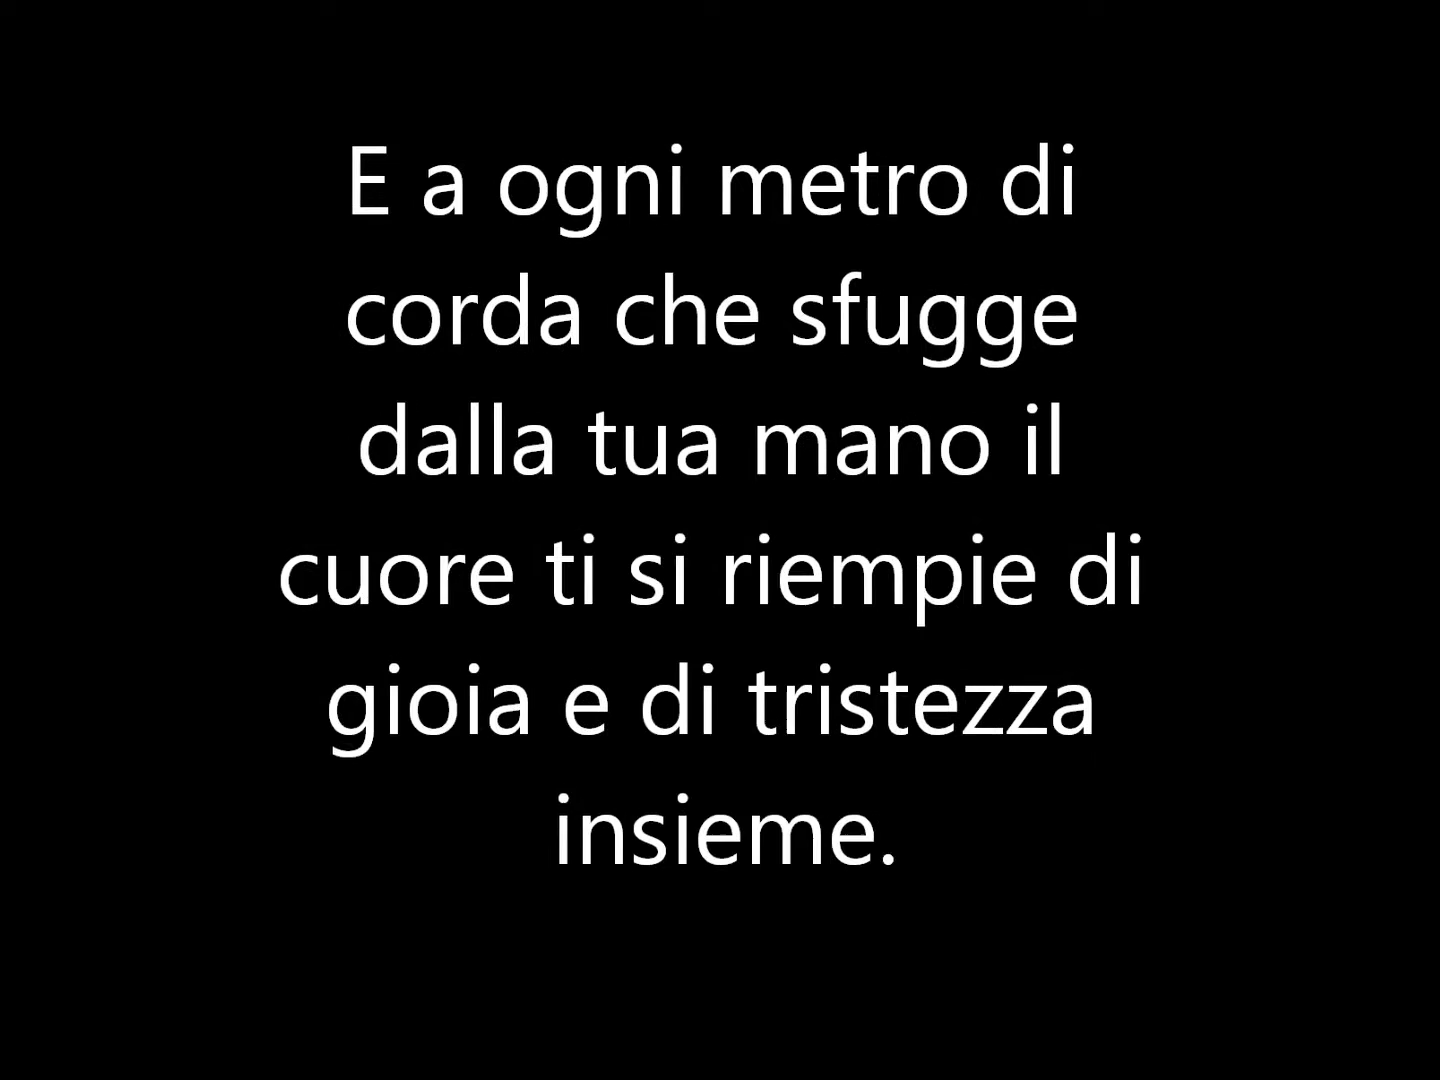 E a ogni metro di
corda che sfugge
dalla tua mano il
cuore ti si riempie di
gioia e di tristezza
insieme.